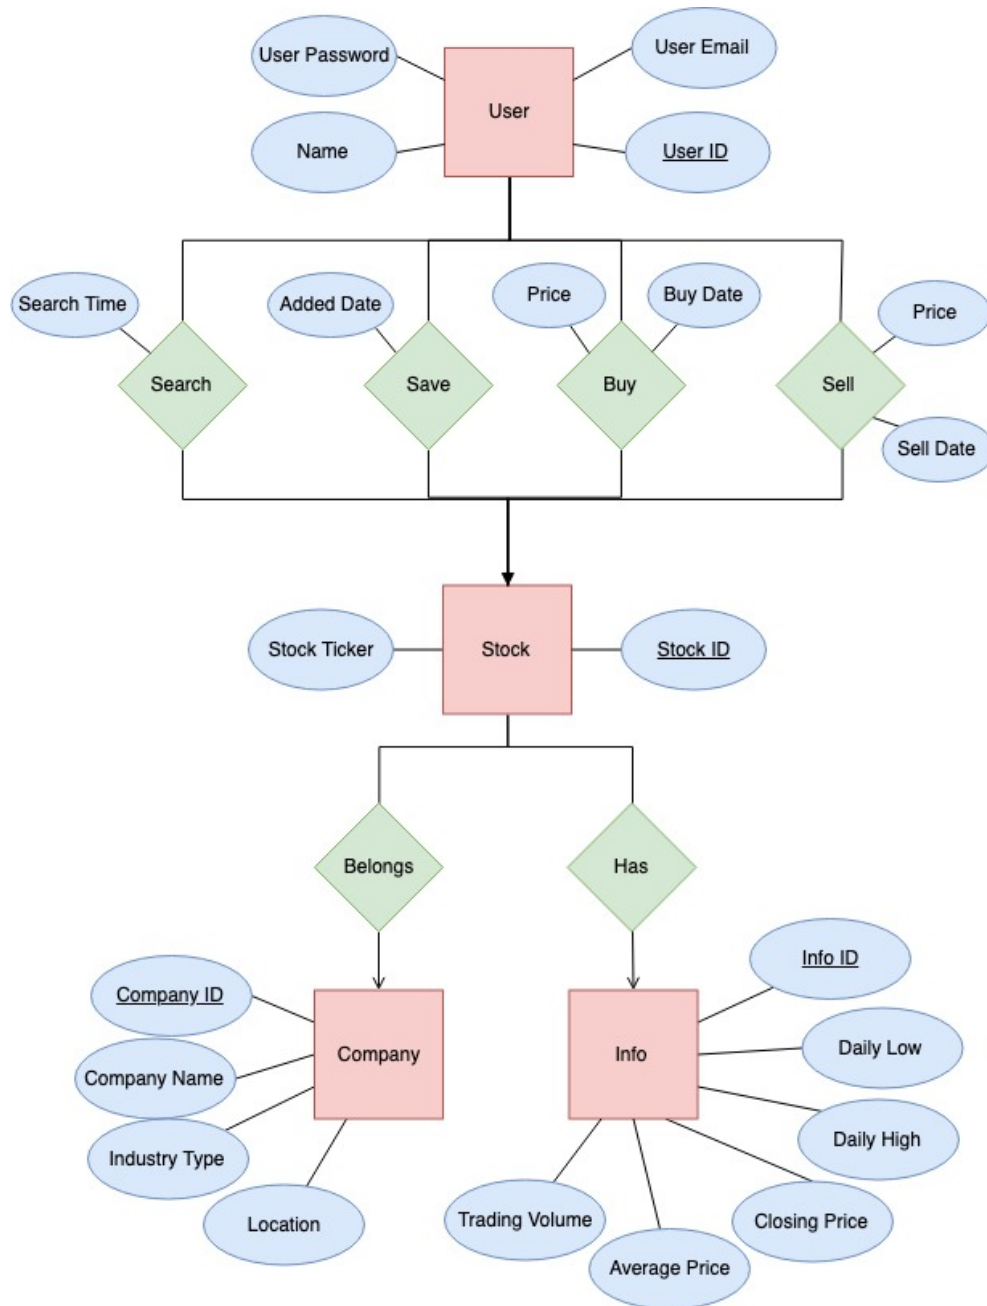 User Password
User Email
User
Name
User ID
Search Time
Added Date
Price
Buy Date
Price
Search
Save
Buy
Sell
Sell Date
Stock Ticker
Stock
Stock ID
Belongs
Has
Info ID
Company ID
Company
Info
Daily Low
Company Name
Daily High
Industry Type
Location
Trading Volume
Closing Price
Average Price